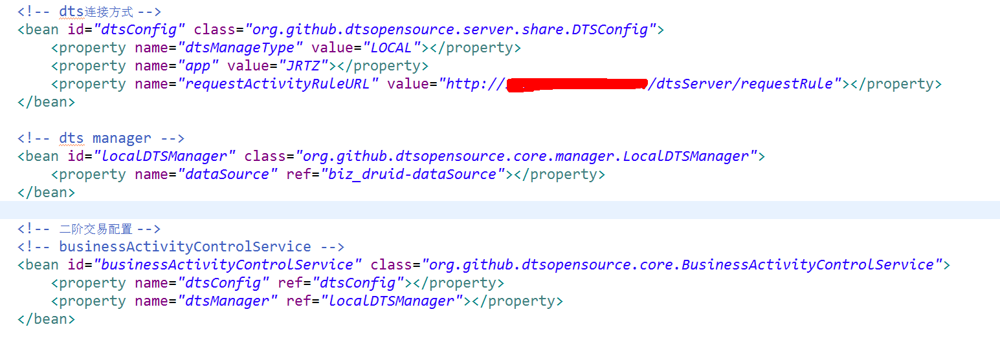 <!-- dts连接方式 -->
<bean id="dtsConfig" class="org.github.dtsopensource.server.share.DTSConfig">
<property name="dtsManageType" value="LOCAL"></property>
<property name="app" value="JRTZ"></property>
<property name="requestActivityRuleURL" value="http:///dtsServer/requestRule"></property>
</bean>
<!-- dts manager -->
<bean id="localDTSManager" class="org.github.dtsopensource.core.manager.LocalDTSManager">
<property name="dataSource" ref="biz_druid-dataSource"></property>
</bean>
<!-- 二阶交易配置 -->
<!-- businessActivityControlService -->
<bean id="businessActivityControlService" class="org.github.dtsopensource.core.BusinessActivityControlService">
<property name="dtsConfig" ref="dtsConfig"></property>
<property name="dtsManager" ref="localDTSManager"></property>
</bean>